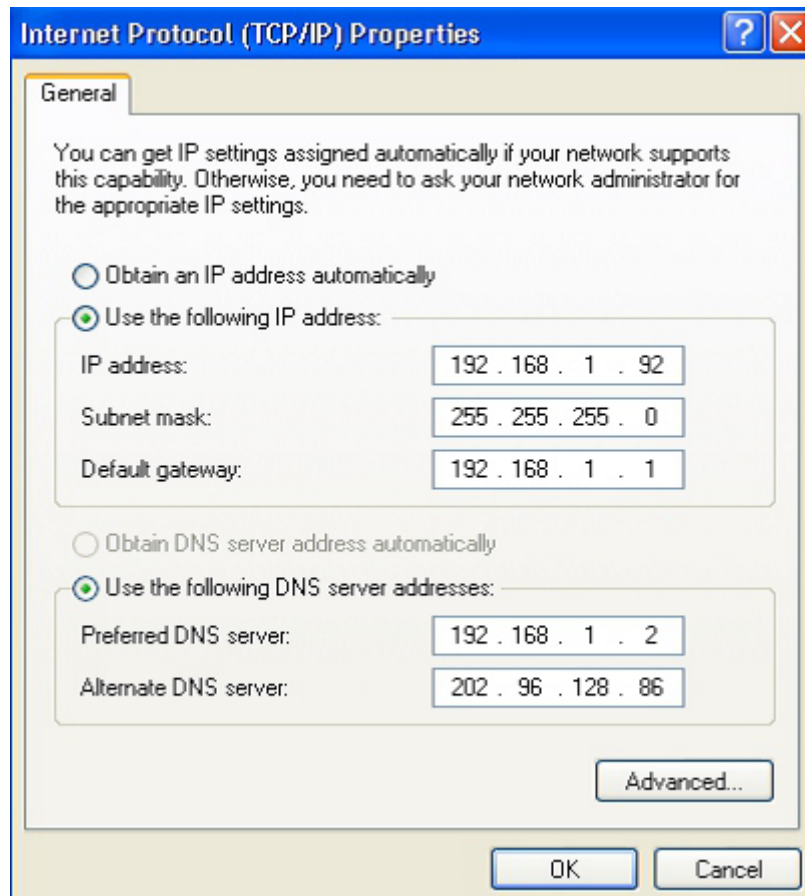 Internet Protocol (TCP/IP) Properties
General
You can get IP settings assigned automatically if your network supports
this capability. Otherwise, you need to ask your network administrator for
the appropriate IP settings.
Obtain an IP address automatically
Use the following IP address:
IP address: 192 . 168 . 1 . 92
Subnet mask: 255 . 255 . 255 . 0
Default gateway: 192 . 168 . 1 . 1
Obtain DNS server address automatically
Use the following DNS server addresses:
Preferred DNS server: 192 . 168 . 1 . 2
Alternate DNS server: 202 . 96 . 128 . 86
Advanced...
OK Cancel